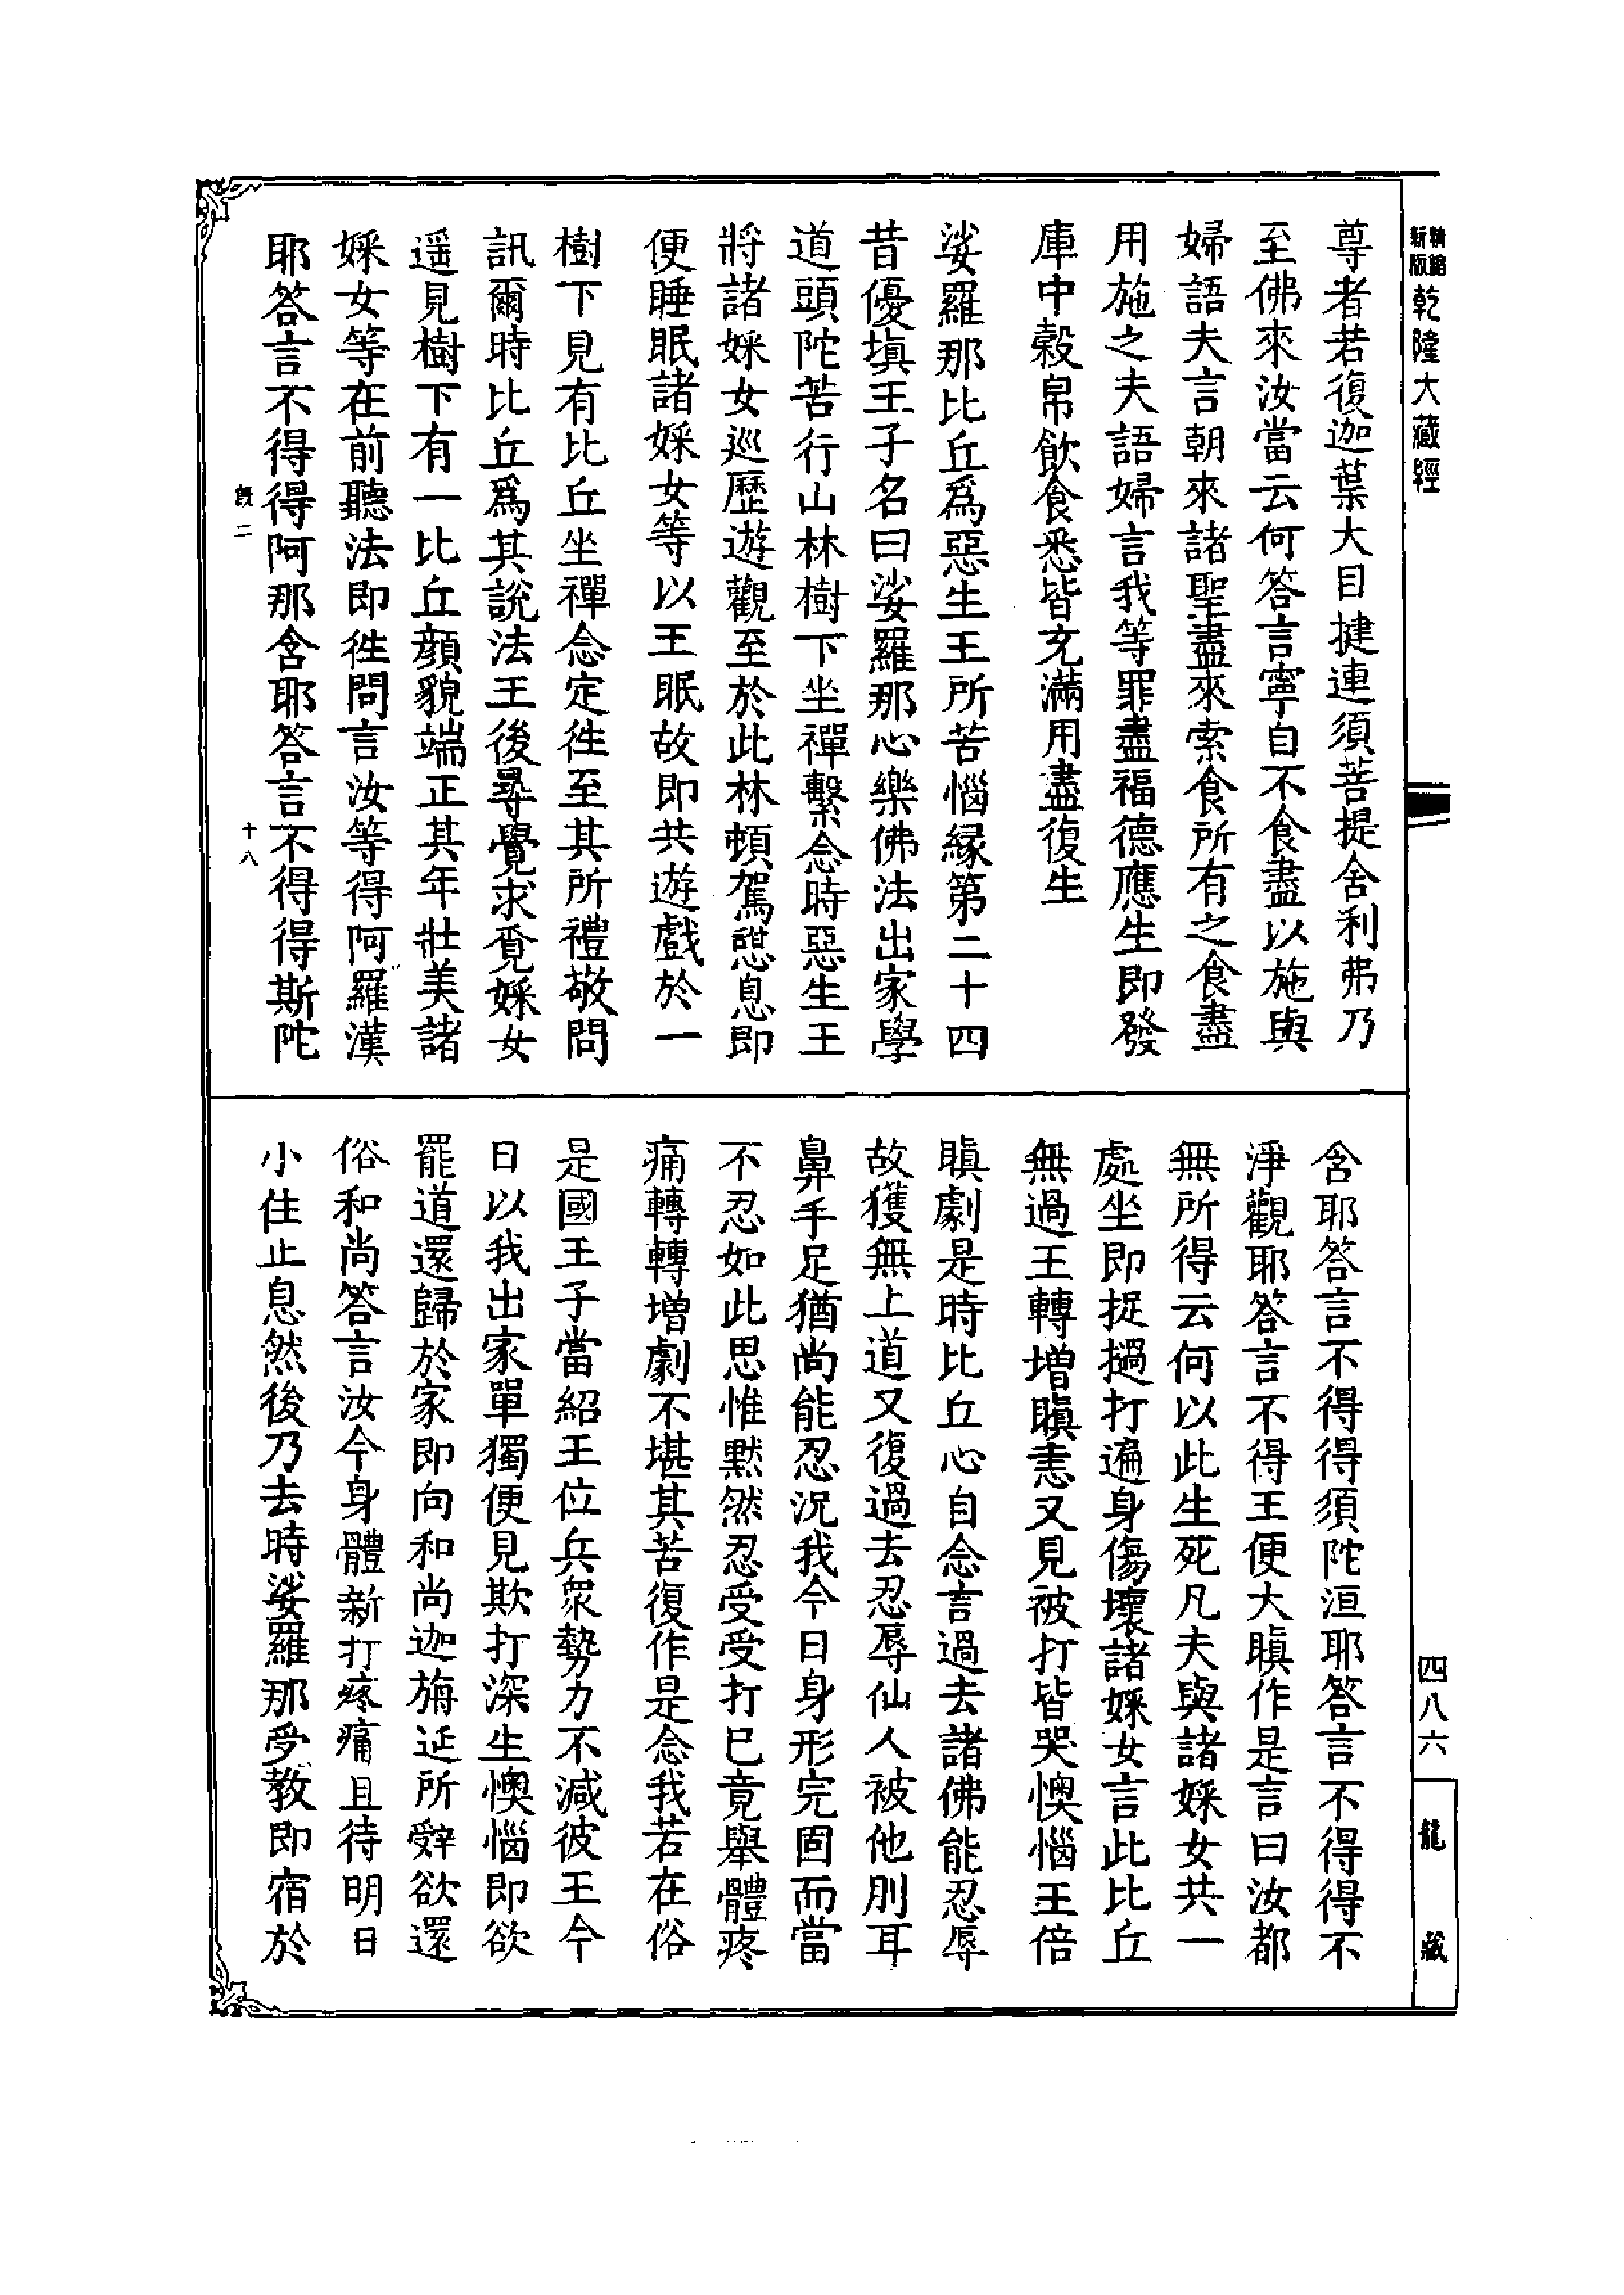 新版精縮乾隆大藏經
四八六
龍藏
尊者若復迦葉大目揵連須菩提舍利弗乃
至佛來汝當云何答言寧自不食盡以施與
婦語夫言朝來諸聖盡來索食所有之食盡
用施之夫語婦言我等罪盡福德應生即發
庫中穀帛飲食悉皆充滿用盡復生
娑羅那比丘爲惡生王所苦惱緣第二十四
昔優填王子名曰娑羅那心樂佛法出家學
道頭陀苦行山林樹下坐禪繫念時惡生王
將諸婇女巡歷遊觀至於此林頓駕憇息即
便睡眠諸婇女等以王眠故即共遊戲於一
樹下見有比丘坐禪念定徃至其所禮敬問
訊爾時比丘爲其說法王後尋覺求覓婇女
遥見樹下有一比丘顏貌端正其年壯美諸
婇女等在前聽法即徃問言汝等得阿羅漢
耶答言不得得阿那含耶答言不得得斯陀
旣二
十八
含耶答言不得得須陀洹耶答言不得得不
淨觀耶答言不得王便大瞋作是言曰汝都
無所得云何以此生死凡夫與諸婇女共一
處坐即捉撾打遍身傷壞諸婇女言此比丘
無過王轉增瞋恚又見被打皆哭懊惱王倍
瞋劇是時比丘心自念言過去諸佛能忍辱
故獲無上道又復過去忍辱仙人被他刖耳
鼻手足猶尚能忍況我今日身形完固而當
不忍如此思惟黙然忍受受打已竟舉體疼
痛轉轉增劇不堪其苦復作是念我若在俗
是國王子當紹王位兵衆勢力不減彼王今
日以我出家單獨便見欺打深生懊惱即欲
罷道還歸於家即向和尚迦旃延所辭欲還
俗和尚答言汝今身體新打疼痛且待明日
小住止息然後乃去時娑羅那受教即宿於